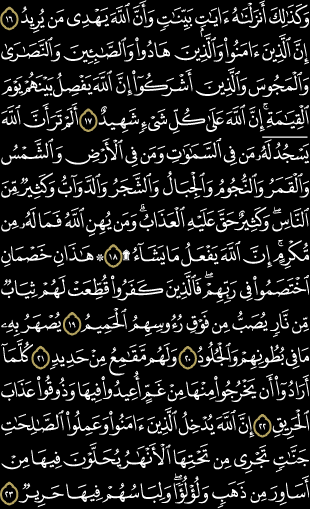 وَكَذَٰلِكَ أَنزَلْنَٰهُ ءَايَٰتٍۭ بَيِّنَٰتٍ وَأَنَّ ٱللَّهَ يَهْدِى مَن يُرِيدُ ١٦
إِنَّ ٱلَّذِينَ ءَامَنُوا۟ وَٱلَّذِينَ هَادُوا۟ وَٱلصَّٰبِـِٔينَ وَٱلنَّصَٰرَىٰ
وَٱلْمَجُوسَ وَٱلَّذِينَ أَشْرَكُوٓا۟ إِنَّ ٱللَّهَ يَفْصِلُ بَيْنَهُمْ يَوْمَ
ٱلْقِيَٰمَةِ ۚ إِنَّ ٱللَّهَ عَلَىٰ كُلِّ شَىْءٍ شَهِيدٌ ١٧ أَلَمْ تَرَ أَنَّ ٱللَّهَ
يَسْجُدُ لَهُۥ مَن فِى ٱلسَّمَٰوَٰتِ وَمَن فِى ٱلْأَرْضِ وَٱلشَّمْسُ
وَٱلْقَمَرُ وَٱلنُّجُومُ وَٱلْجِبَالُ وَٱلشَّجَرُ وَٱلدَّوَآبُّ وَكَثِيرٌ مِّنَ
ٱلنَّاسِ ۖ وَكَثِيرٌ حَقَّ عَلَيْهِ ٱلْعَذَابُ ۗ وَمَن يُهِنِ ٱللَّهُ فَمَا لَهُۥ مِن
مُّكْرِمٍ ۚ إِنَّ ٱللَّهَ يَفْعَلُ مَا يَشَآءُ ۩ ١٨ ۞ هَٰذَانِ خَصْمَانِ
ٱخْتَصَمُوا۟ فِى رَبِّهِمْ ۖ فَٱلَّذِينَ كَفَرُوا۟ قُطِّعَتْ لَهُمْ ثِيَابٌ
مِّن نَّارٍ يُصَبُّ مِن فَوْقِ رُءُوسِهِمُ ٱلْحَمِيمُ ١٩ يُصْهَرُ بِهِۦ
مَا فِى بُطُونِهِمْ وَٱلْجُلُودُ ٢٠ وَلَهُم مَّقَٰمِعُ مِنْ حَدِيدٍ ٢١ كُلَّمَآ
أَرَادُوٓا۟ أَن يَخْرُجُوا۟ مِنْهَا مِنْ غَمٍّ أُعِيدُوا۟ فِيهَا وَذُوقُوا۟ عَذَابَ
ٱلْحَرِيقِ ٢٢ إِنَّ ٱللَّهَ يُدْخِلُ ٱلَّذِينَ ءَامَنُوا۟ وَعَمِلُوا۟ ٱلصَّٰلِحَٰتِ
جَنَّٰتٍ تَجْرِى مِن تَحْتِهَا ٱلْأَنْهَٰرُ يُحَلَّوْنَ فِيهَا مِنْ
أَسَاوِرَ مِن ذَهَبٍ وَلُؤْلُؤًا ۖ وَلِبَاسُهُمْ فِيهَا حَرِيرٌ ٢٣